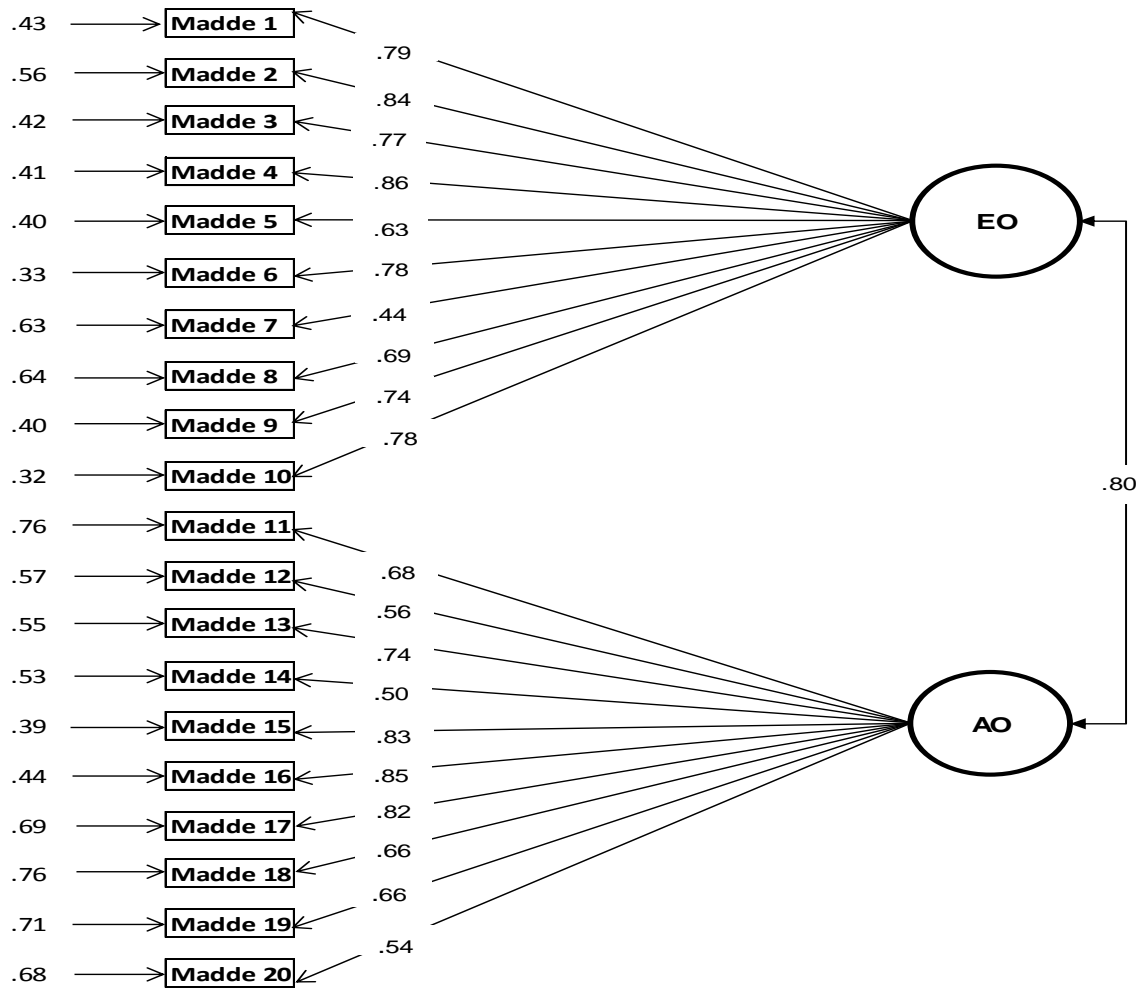 .43 Madde 1 .79
.56 Madde 2 .84
.42 Madde 3 .77
.41 Madde 4 .86
.40 Madde 5 .63
.33 Madde 6 .78
.63 Madde 7 .44
.64 Madde 8 .69
.40 Madde 9 .74
.32 Madde 10 .78
EO
.80
.76 Madde 11 .68
.57 Madde 12 .56
.55 Madde 13 .74
.53 Madde 14 .50
.39 Madde 15 .83
.44 Madde 16 .85
.69 Madde 17 .82
.76 Madde 18 .66
.71 Madde 19 .66
.68 Madde 20 .54
AO